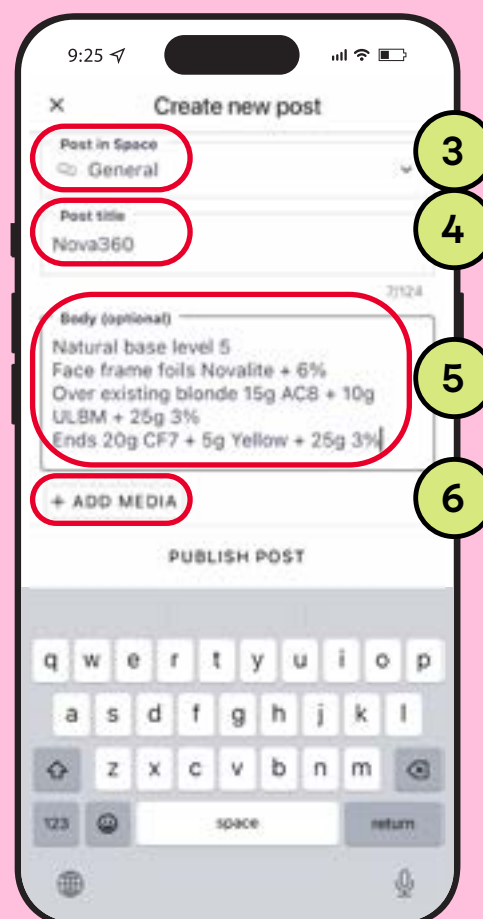 9:25
Create new post
3
Post in Space
General
4
Post title
Nova360
7/124
Body (optional)
Natural base level 5
Face frame foils Novalite + 6%
Over existing blonde 15g AC8 + 10g
ULBM + 25g 3%
Ends 20g CF7 + 5g Yellow + 25g 3%
5
+ ADD MEDIA
6
PUBLISH POST
q w e r t y u i o p
a s d f g h j k l
z x c v b n m
123 space return